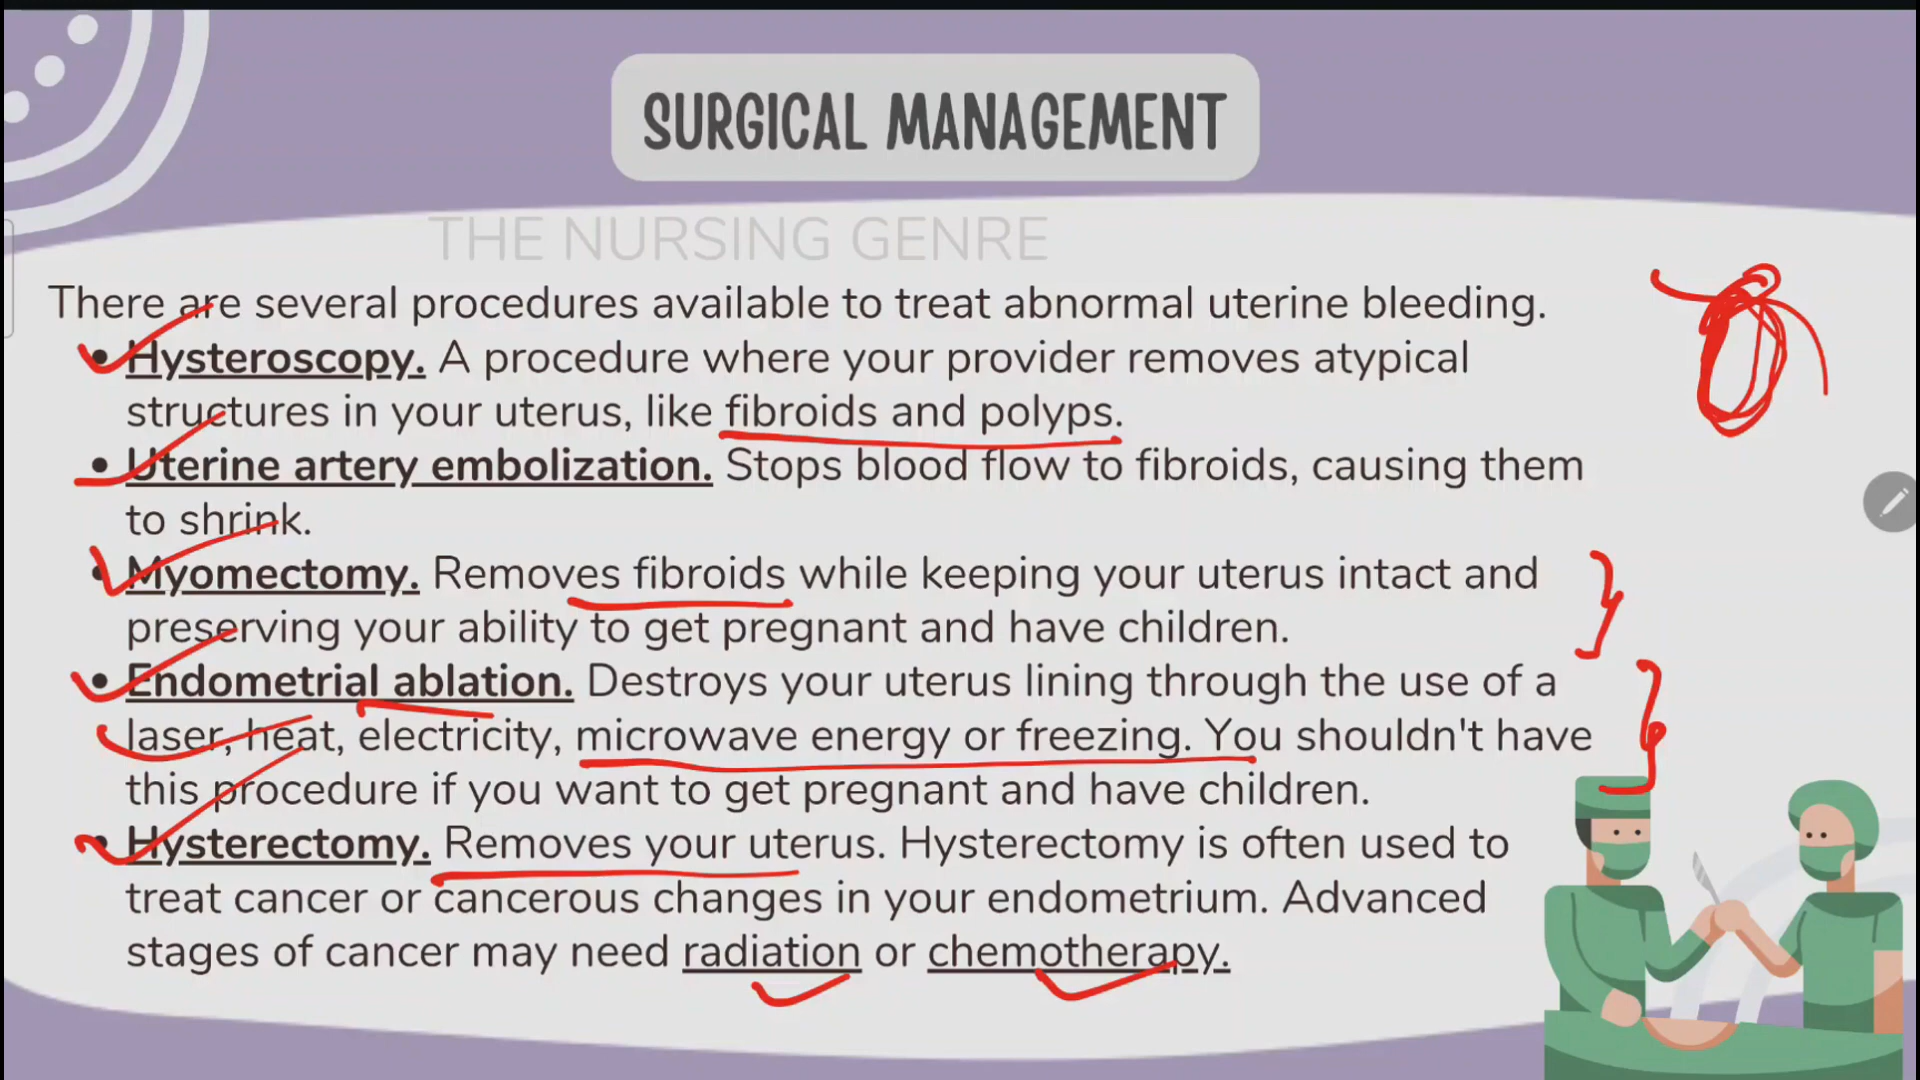 SURGICAL MANAGEMENT
THE NURSING GENRE
There are several procedures available to treat abnormal uterine bleeding.
• Hysteroscopy. A procedure where your provider removes atypical
structures in your uterus, like fibroids and polyps.
• Uterine artery embolization. Stops blood flow to fibroids, causing them
to shrink.
• Myomectomy. Removes fibroids while keeping your uterus intact and
preserving your ability to get pregnant and have children.
• Endometrial ablation. Destroys your uterus lining through the use of a
laser, heat, electricity, microwave energy or freezing. You shouldn't have
this procedure if you want to get pregnant and have children.
• Hysterectomy. Removes your uterus. Hysterectomy is often used to
treat cancer or cancerous changes in your endometrium. Advanced
stages of cancer may need radiation or chemotherapy.